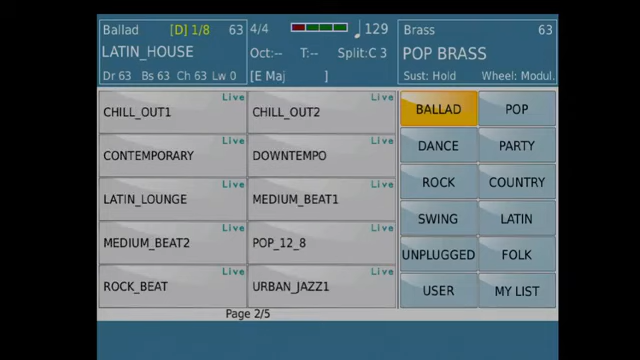 Ballad [D] 1/8 63
LATIN_HOUSE
Dr 63 Bs 63 Ch 63 Lw 0
4/4 129
Oct:-- T:-- Split:C 3
[E Maj ]
Brass 63
POP BRASS
Sust: Hold Wheel: Modul.
CHILL_OUT1 Live
CHILL_OUT2 Live
CONTEMPORARY Live
DOWNTEMPO Live
LATIN_LOUNGE Live
MEDIUM_BEAT1 Live
MEDIUM_BEAT2 Live
POP_12_8 Live
ROCK_BEAT Live
URBAN_JAZZ1 Live
Page 2/5
BALLAD POP
DANCE PARTY
ROCK COUNTRY
SWING LATIN
UNPLUGGED FOLK
USER MY LIST